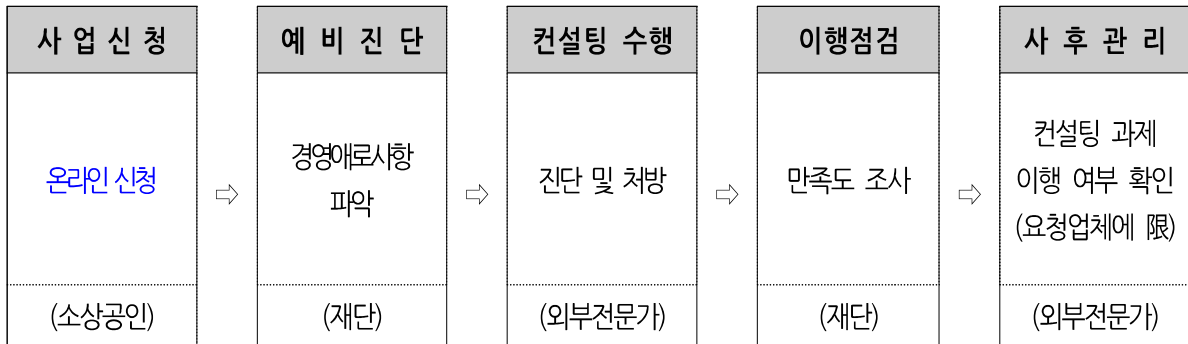 사 업 신 청
온라인 신청
(소상공인)
⇨
예 비 진 단
경영애로사항
파악
(재단)
⇨
컨설팅 수행
진단 및 처방
(외부전문가)
⇨
이행점검
만족도 조사
(재단)
⇨
사 후 관 리
컨설팅 과제
이행 여부 확인
(요청업체에 限)
(외부전문가)